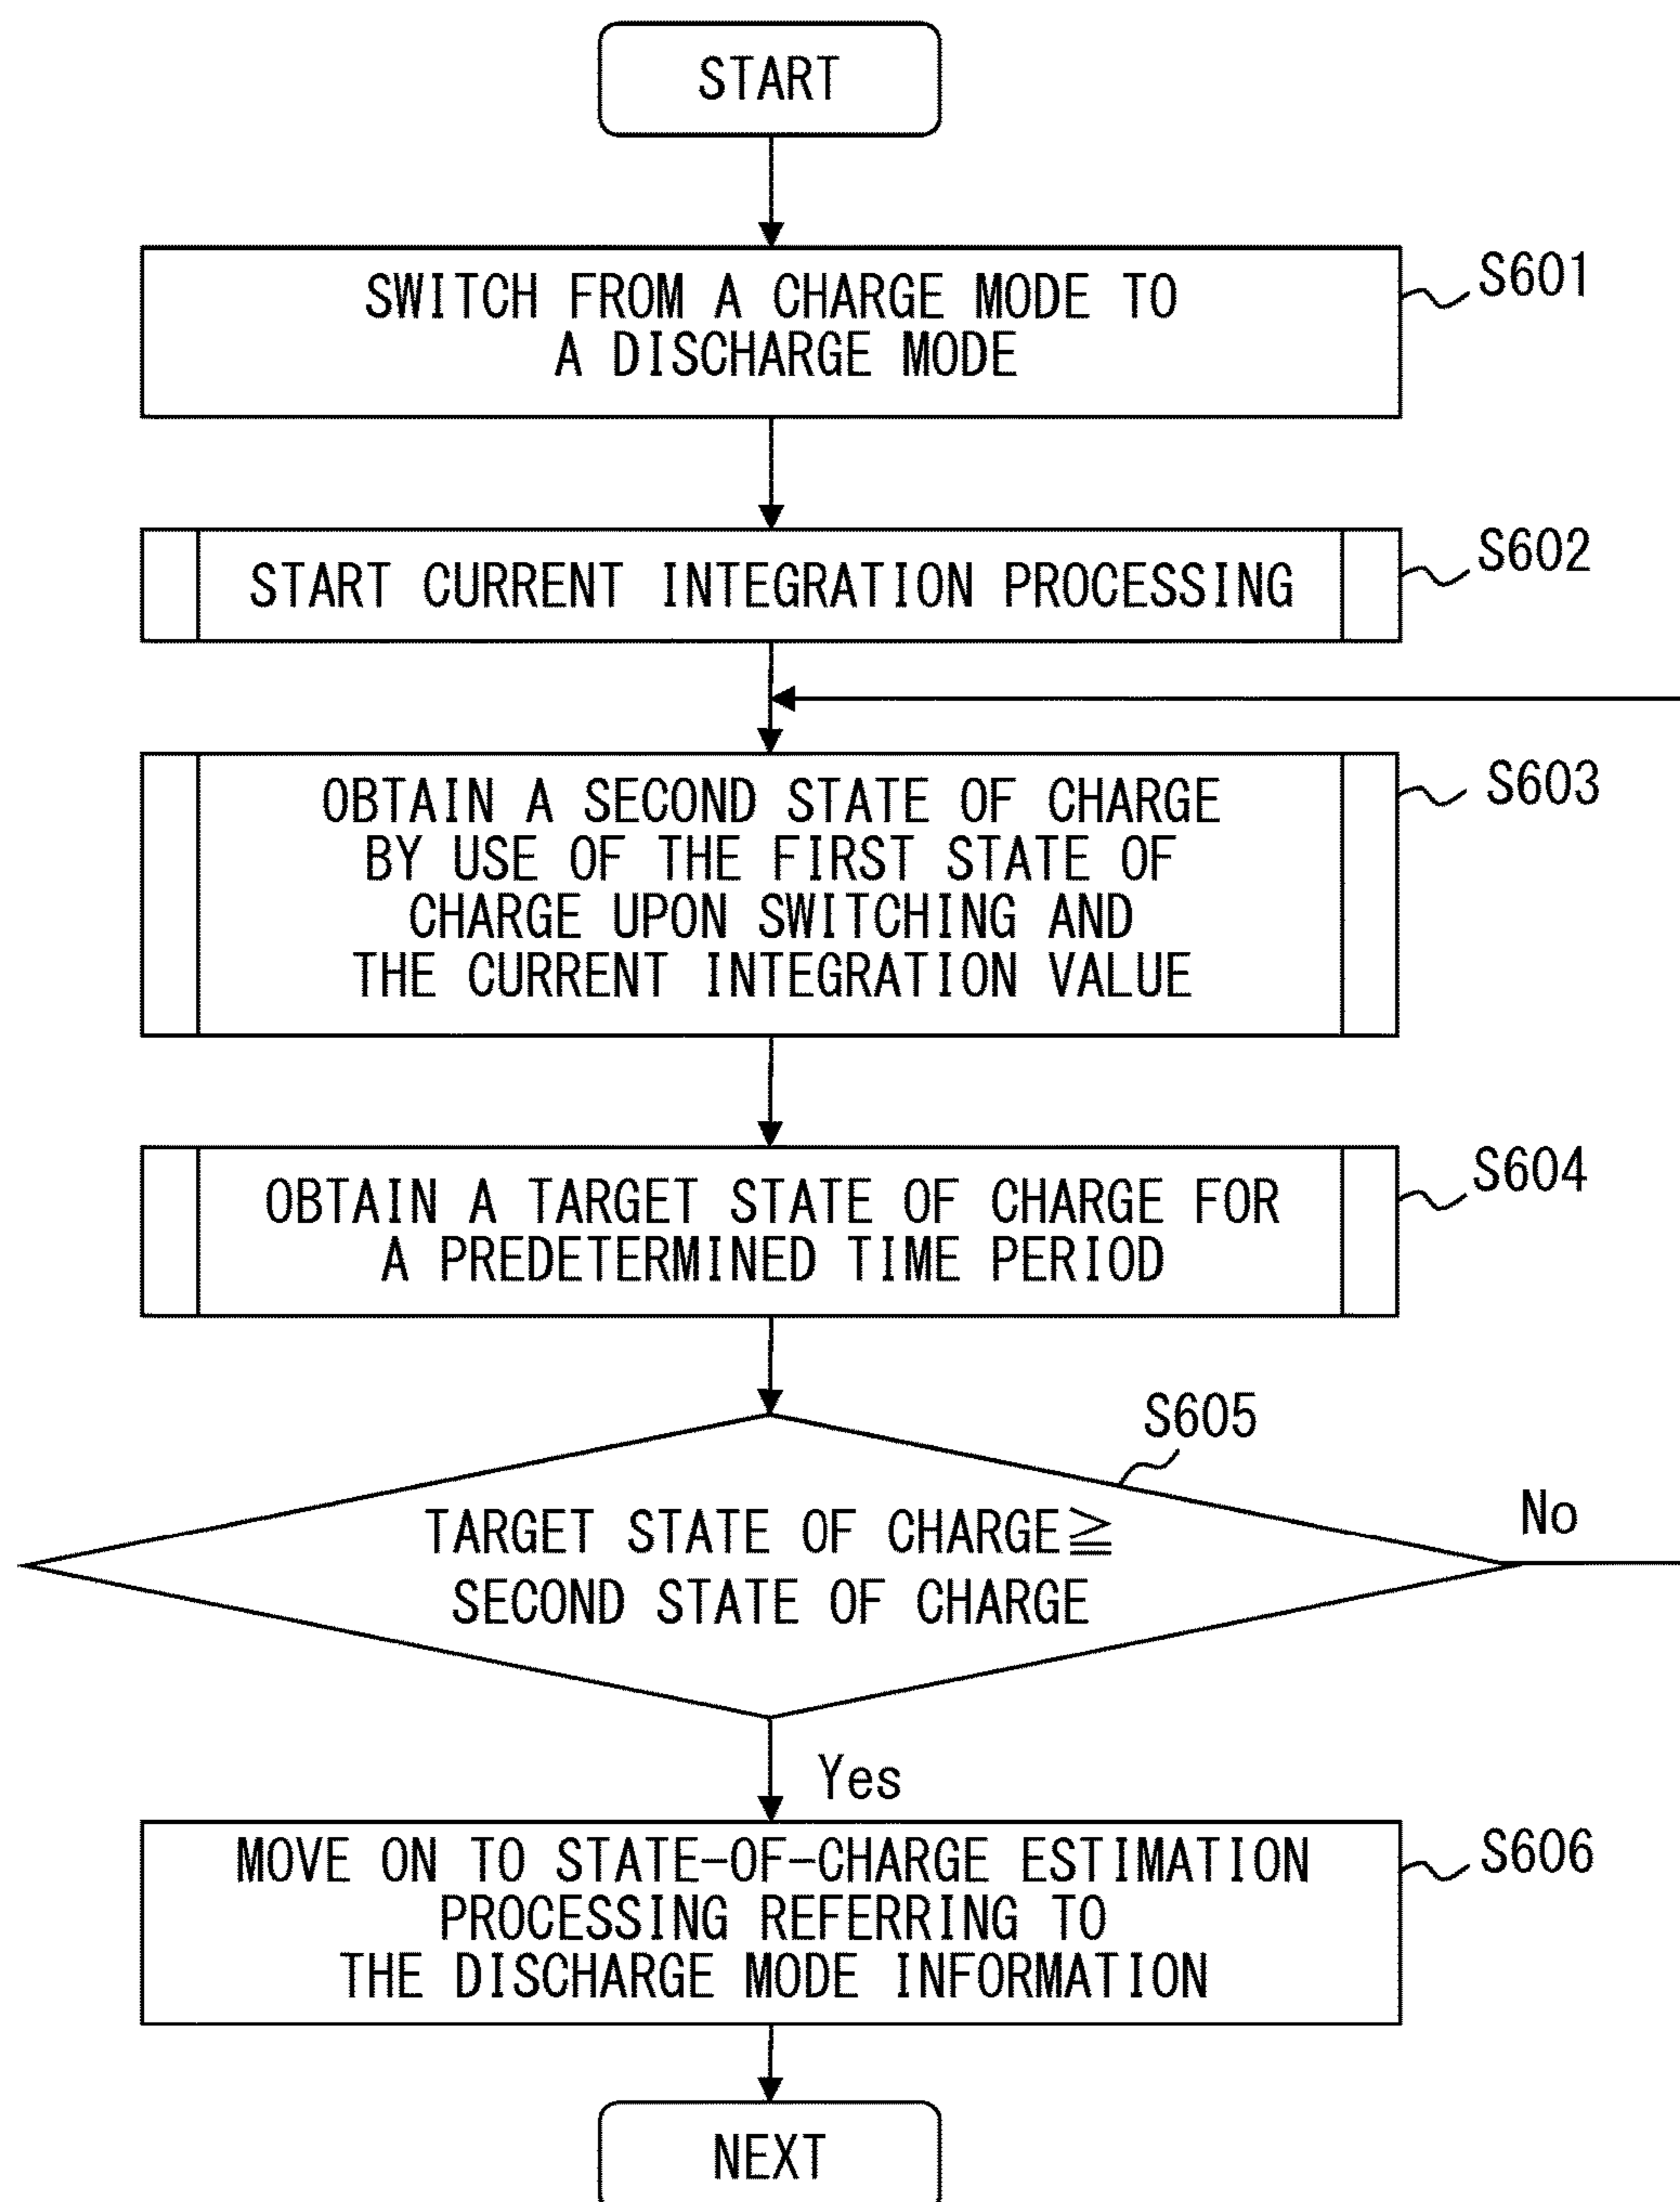 START
SWITCH FROM A CHARGE MODE TO
A DISCHARGE MODE
S601
START CURRENT INTEGRATION PROCESSING
S602
OBTAIN A SECOND STATE OF CHARGE
BY USE OF THE FIRST STATE OF
CHARGE UPON SWITCHING AND
THE CURRENT INTEGRATION VALUE
S603
OBTAIN A TARGET STATE OF CHARGE FOR
A PREDETERMINED TIME PERIOD
S604
S605
TARGET STATE OF CHARGE≧
SECOND STATE OF CHARGE
No
Yes
MOVE ON TO STATE-OF-CHARGE ESTIMATION
PROCESSING REFERRING TO
THE DISCHARGE MODE INFORMATION
S606
NEXT